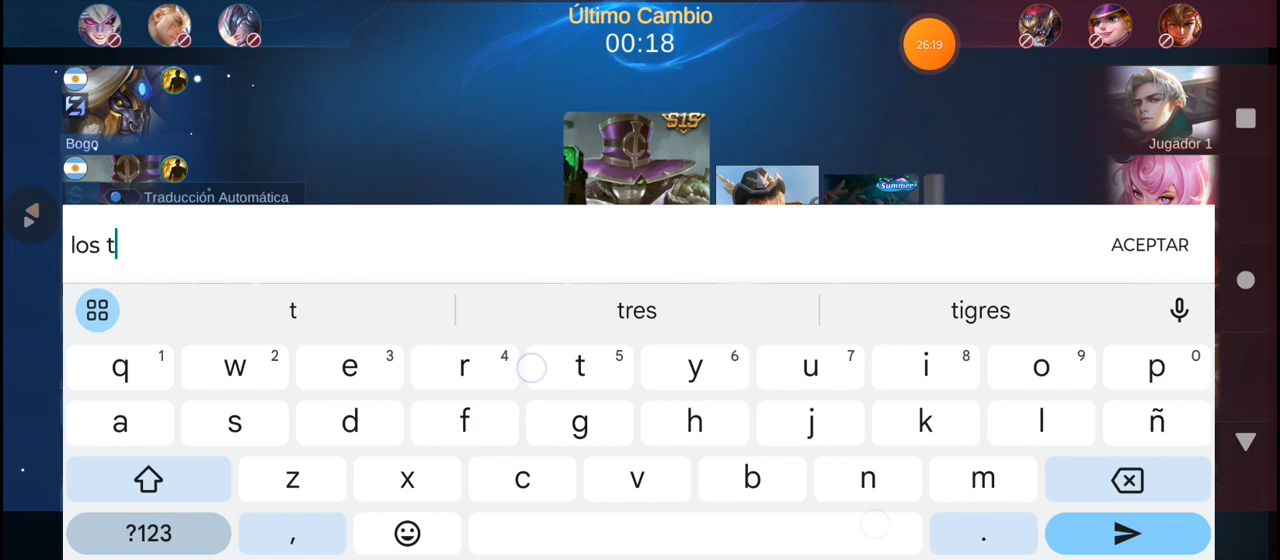 Último Cambio
00:18
26:19
S15
Bogo
Jugador 1
Traducción Automática
Summer
los t
ACEPTAR
t tres tigres
q 1 w 2 e 3 r 4 t 5 y 6 u 7 i 8 o 9 p 0
a s d f g h j k l ñ
z x c v b n m
?123 , .